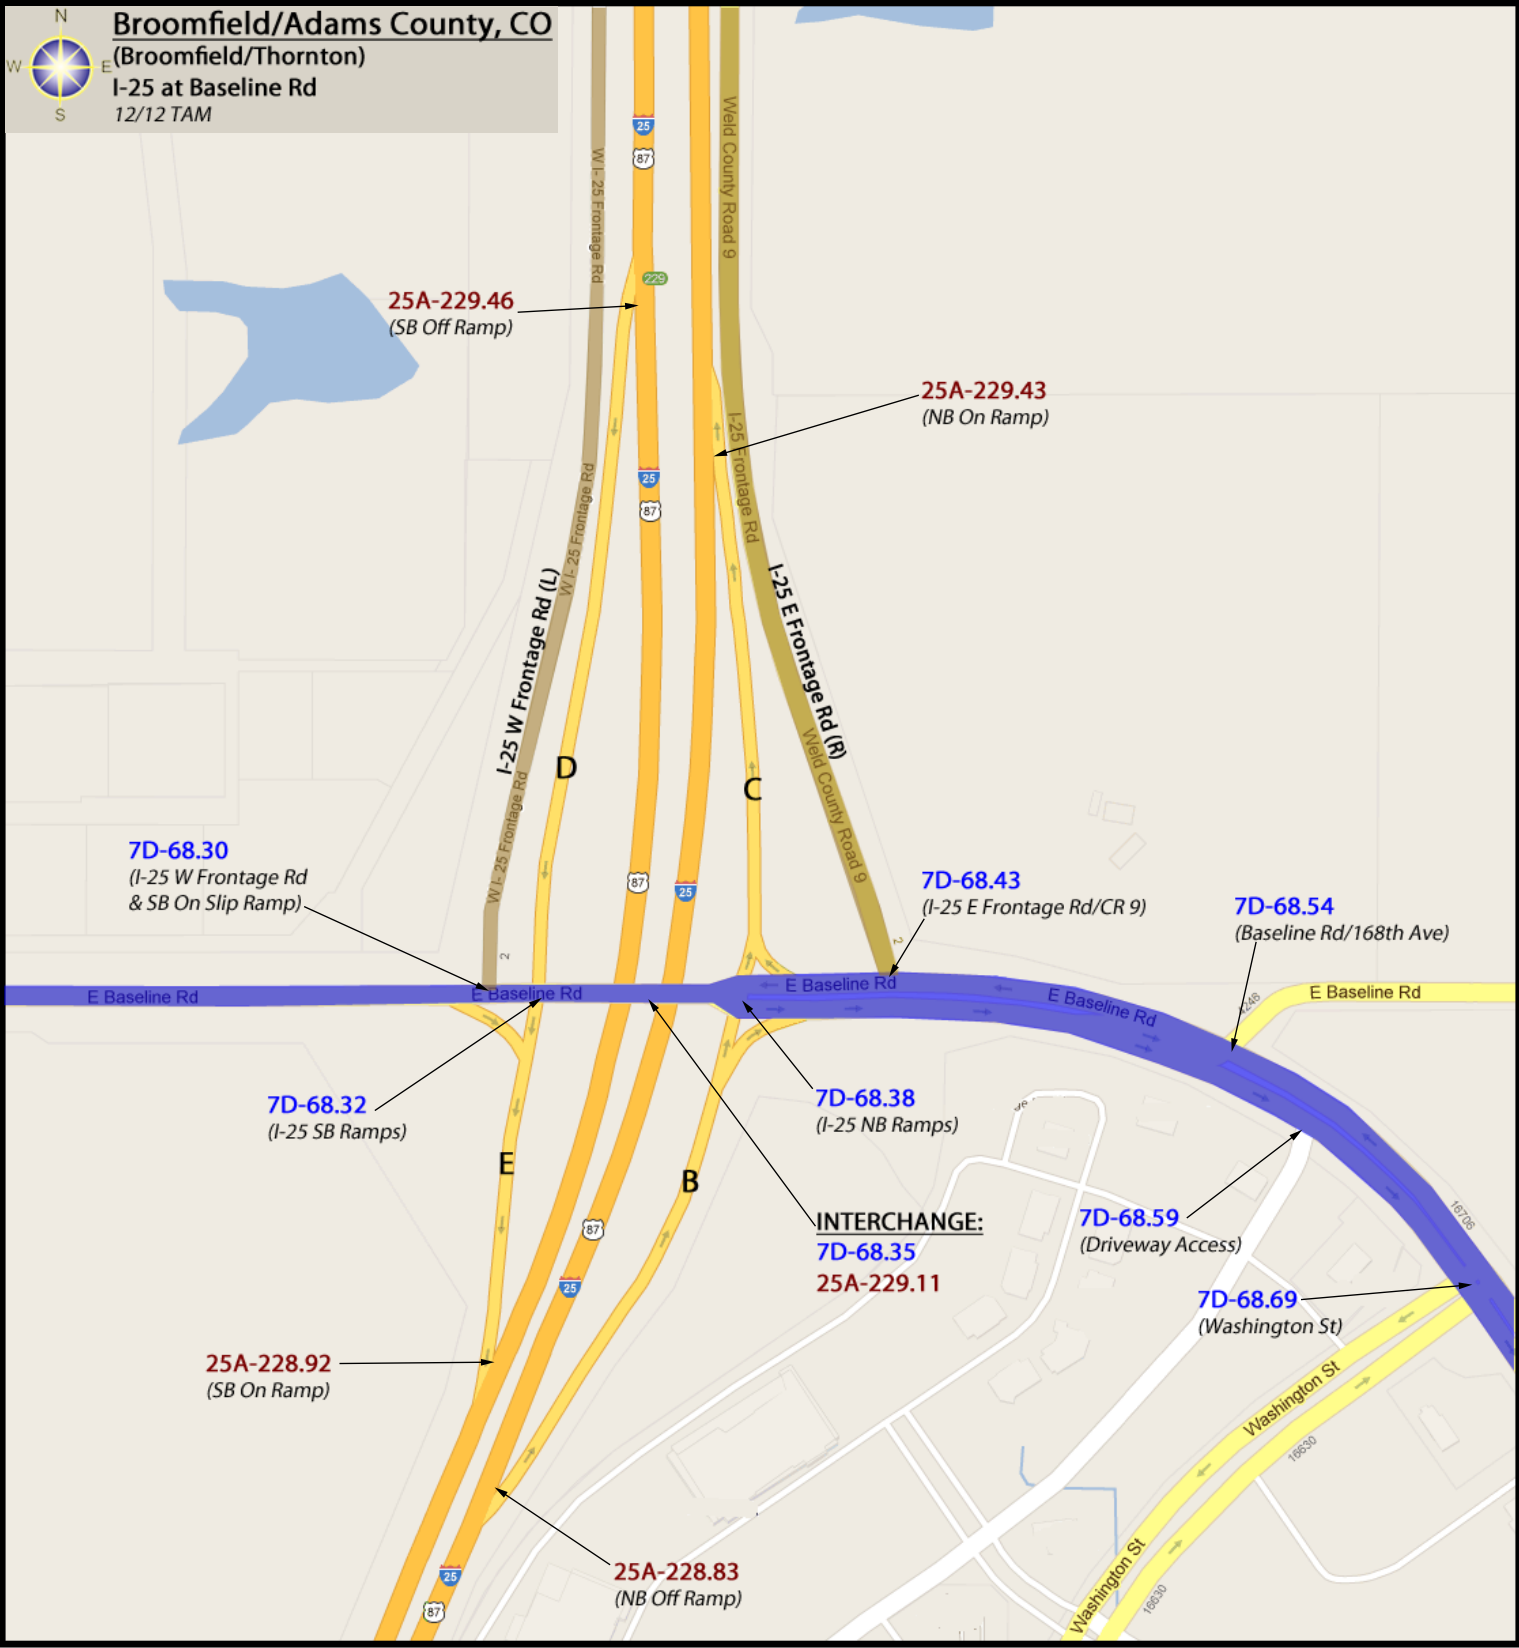 N
W
E
S
Broomfield/Adams County, CO
(Broomfield/Thornton)
I-25 at Baseline Rd
12/12 TAM
25
87
W I- 25 Frontage Rd
Weld County Road 9
229
25A-229.46
(SB Off Ramp)
25A-229.43
(NB On Ramp)
I-25 Frontage Rd
25
87
W I- 25 Frontage Rd
I-25 W Frontage Rd (L)
I-25 E Frontage Rd (R)
D
C
W I- 25 Frontage Rd
Weld County Road 9
7D-68.30
(I-25 W Frontage Rd
& SB On Slip Ramp)
87
25
7D-68.43
(I-25 E Frontage Rd/CR 9)
7D-68.54
(Baseline Rd/168th Ave)
2
2
E Baseline Rd
E Baseline Rd
E Baseline Rd
E Baseline Rd
E Baseline Rd
4246
7D-68.32
(I-25 SB Ramps)
7D-68.38
(I-25 NB Ramps)
E
B
INTERCHANGE:
7D-68.35
25A-229.11
7D-68.59
(Driveway Access)
16706
87
25
7D-68.69
(Washington St)
25A-228.92
(SB On Ramp)
Washington St
16630
25A-228.83
(NB Off Ramp)
25
87
Washington St
16630